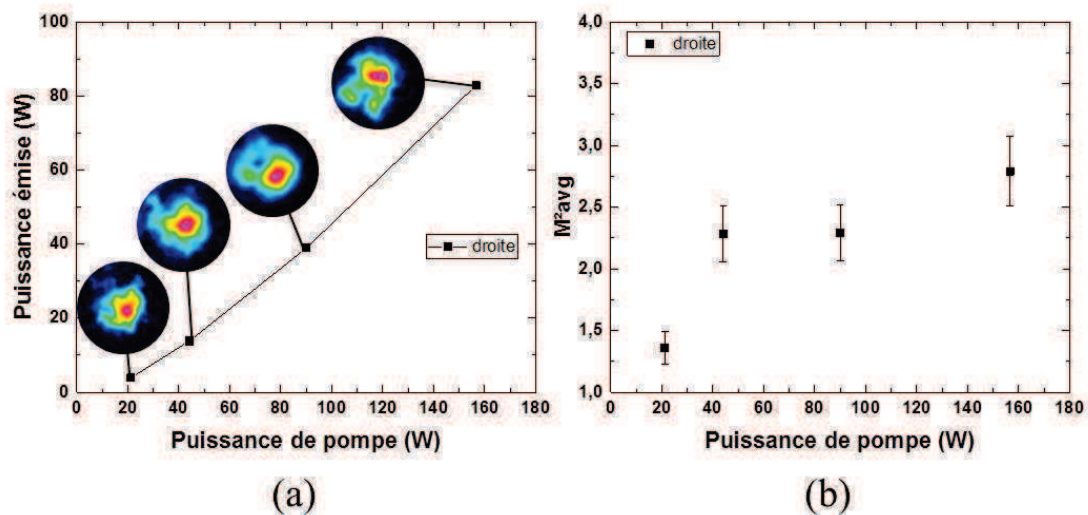 100
80
60
40
20
0
Puissance émise (W)
droite
0 20 40 60 80 100 120 140 160 180
Puissance de pompe (W)
(a)
4,0
3,5
3,0
2,5
2,0
1,5
1,0
M²avg
droite
0 20 40 60 80 100 120 140 160 180
Puissance de pompe (W)
(b)